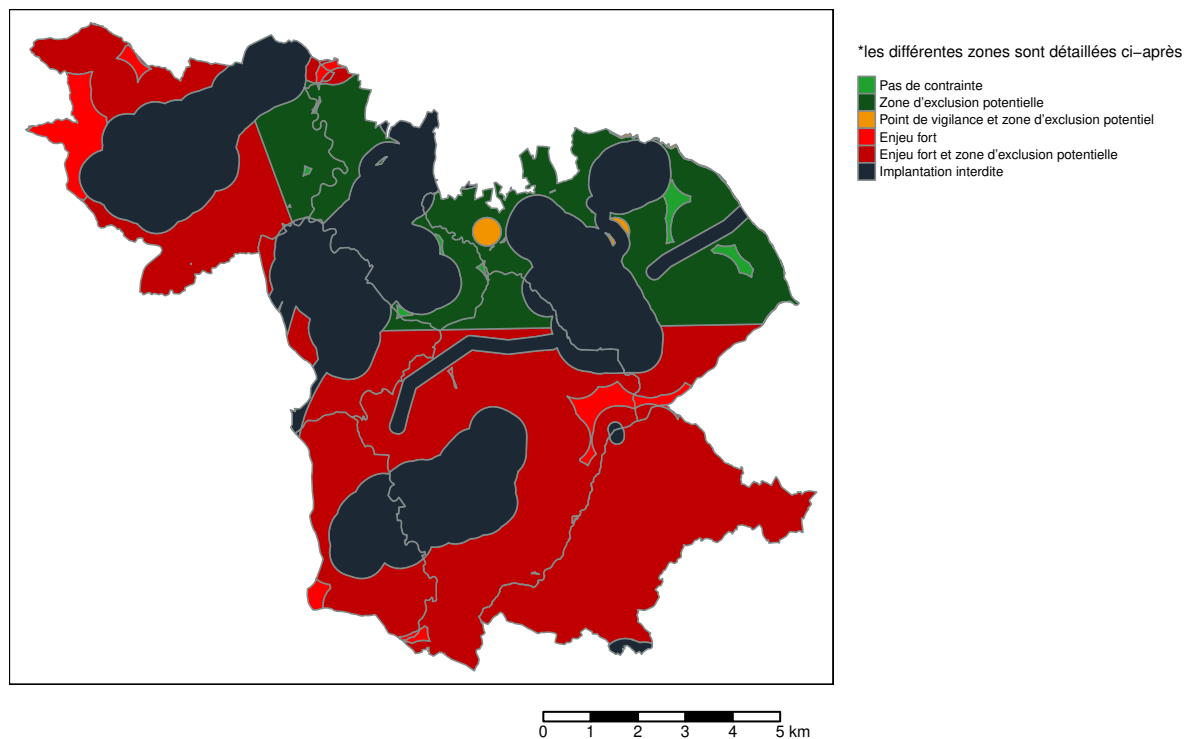 *les différentes zones sont détaillées ci–après
Pas de contrainte
Zone d'exclusion potentielle
Point de vigilance et zone d'exclusion potentiel
Enjeu fort
Enjeu fort et zone d'exclusion potentielle
Implantation interdite
0 1 2 3 4 5 km